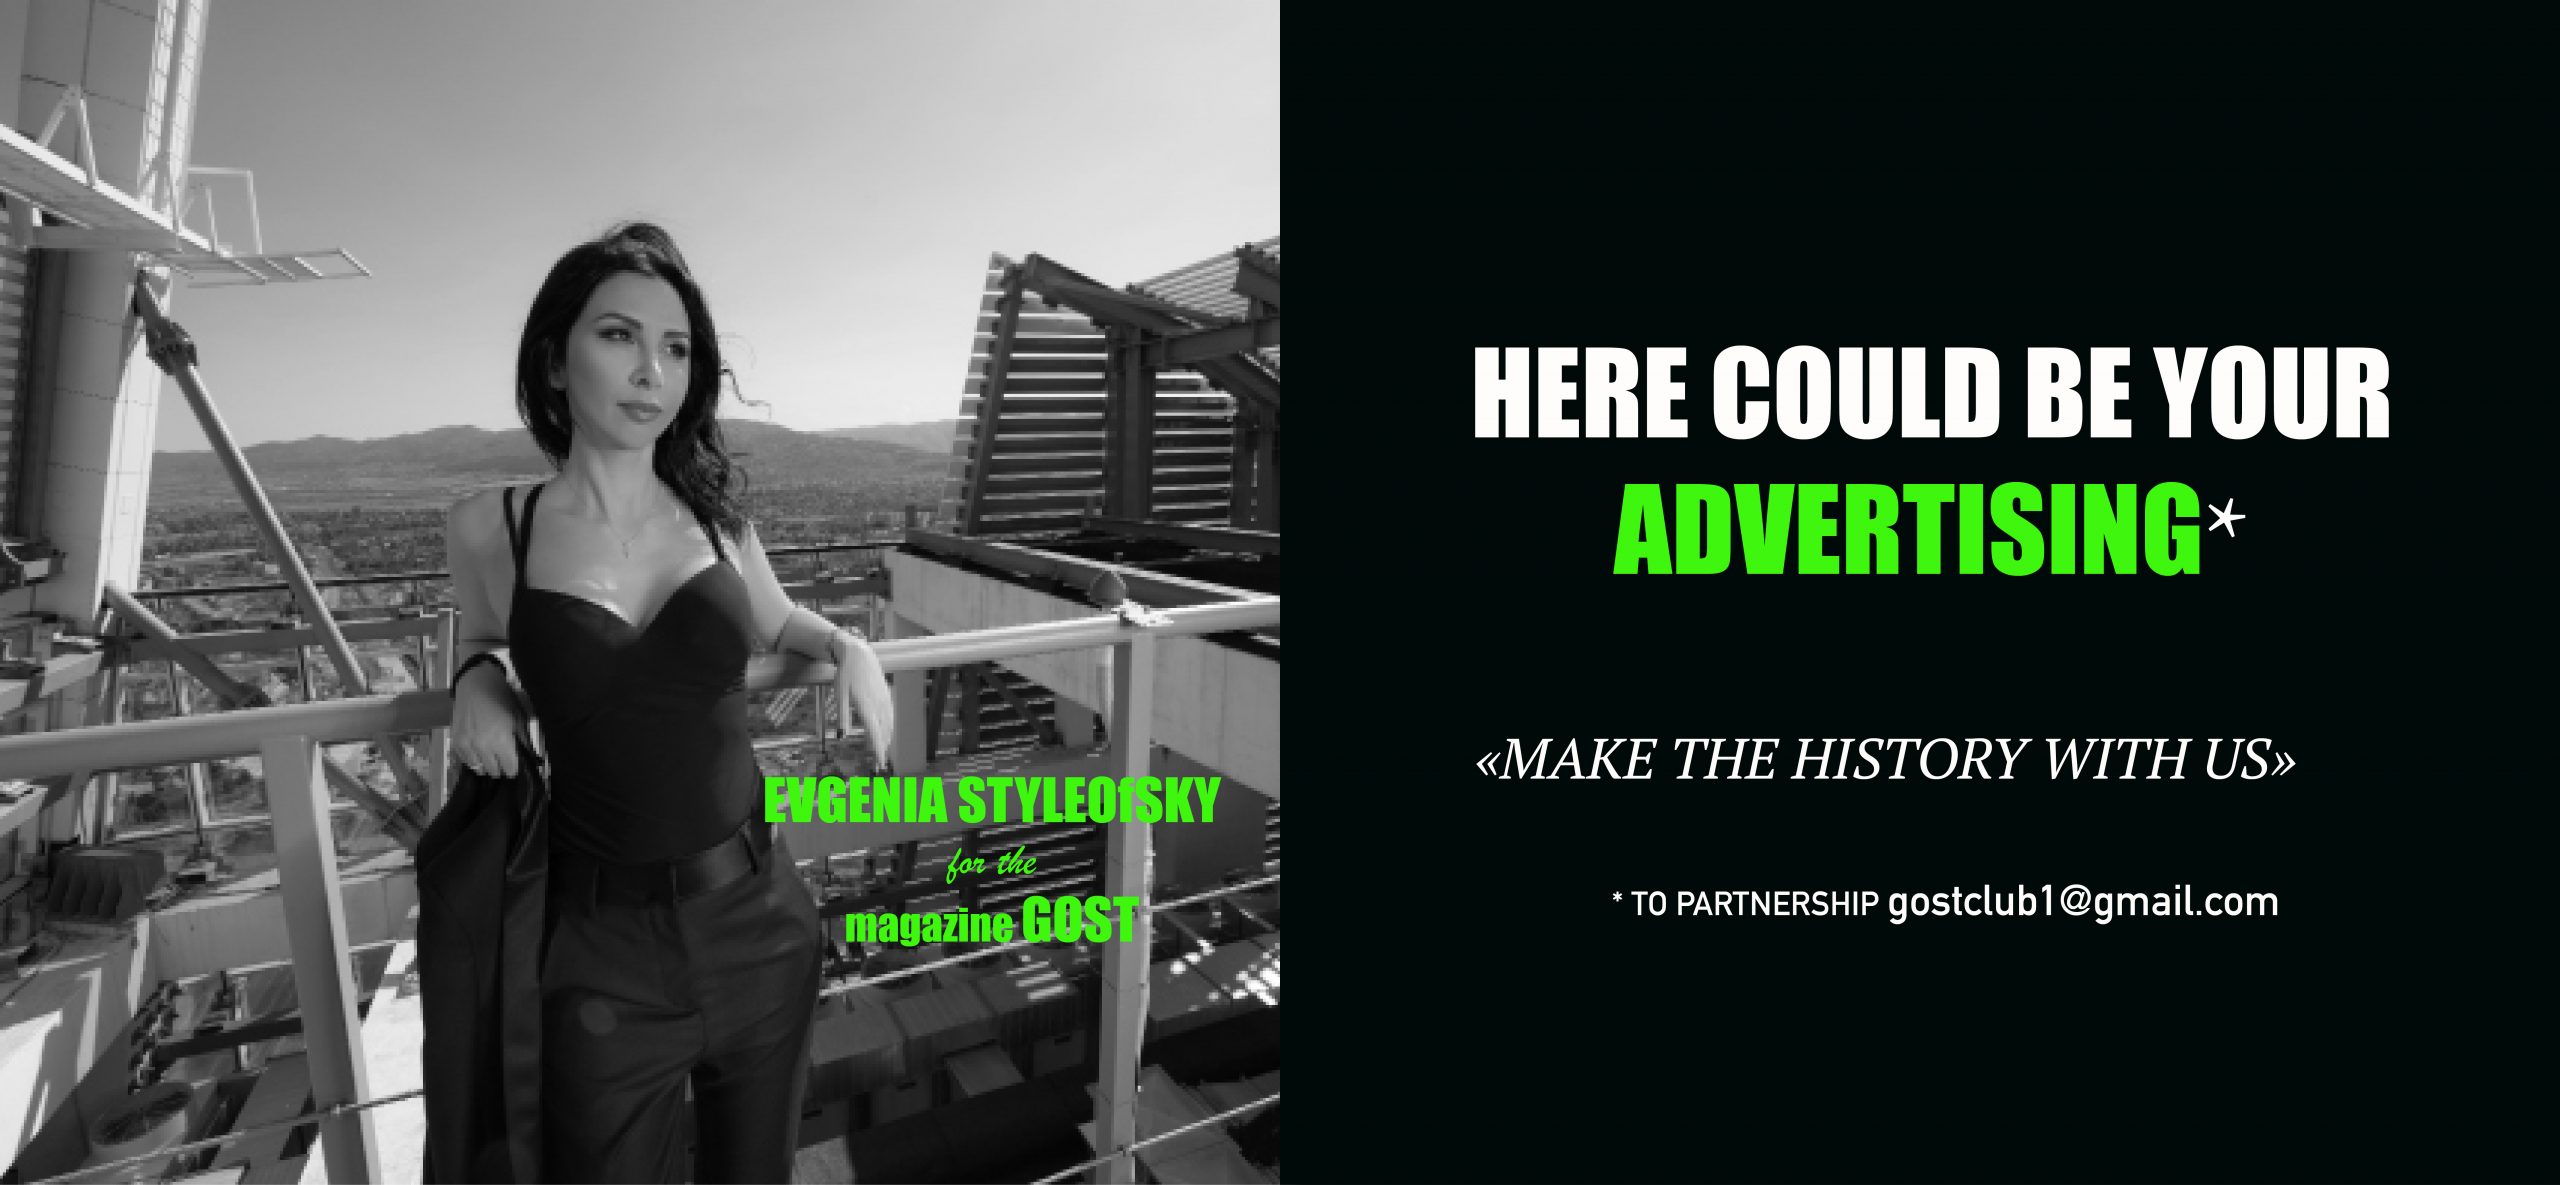 EVGENIA STYLEOfSKY
for the
magazine GOST
HERE COULD BE YOUR
ADVERTISING*
«MAKE THE HISTORY WITH US»
* TO PARTNERSHIP gostclub1@gmail.com